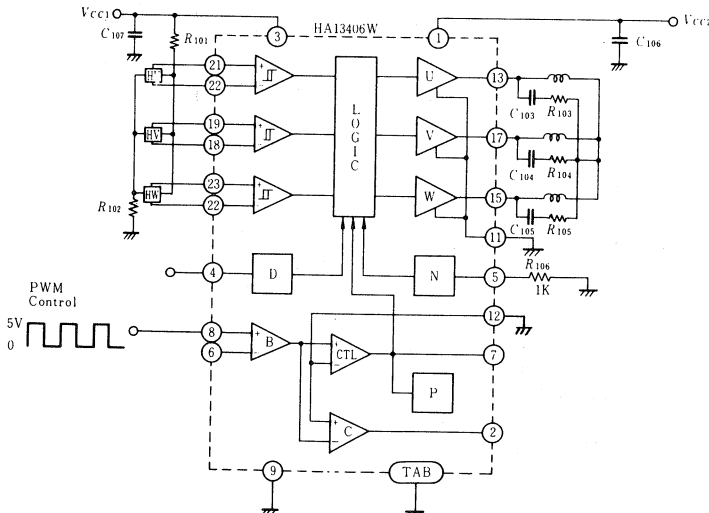 VCC1
HA13406W
VCC2
C107
R101
3
1
C106
21
H
22
U
13
C103
R103
LOGIC
19
HV
18
V
17
C104
R104
23
HW
22
W
15
R102
C105
R105
11
4
D
N
5
R106
1K
PWM
Control
12
5V
0
8
6
B
CTL
7
P
C
2
9
TAB